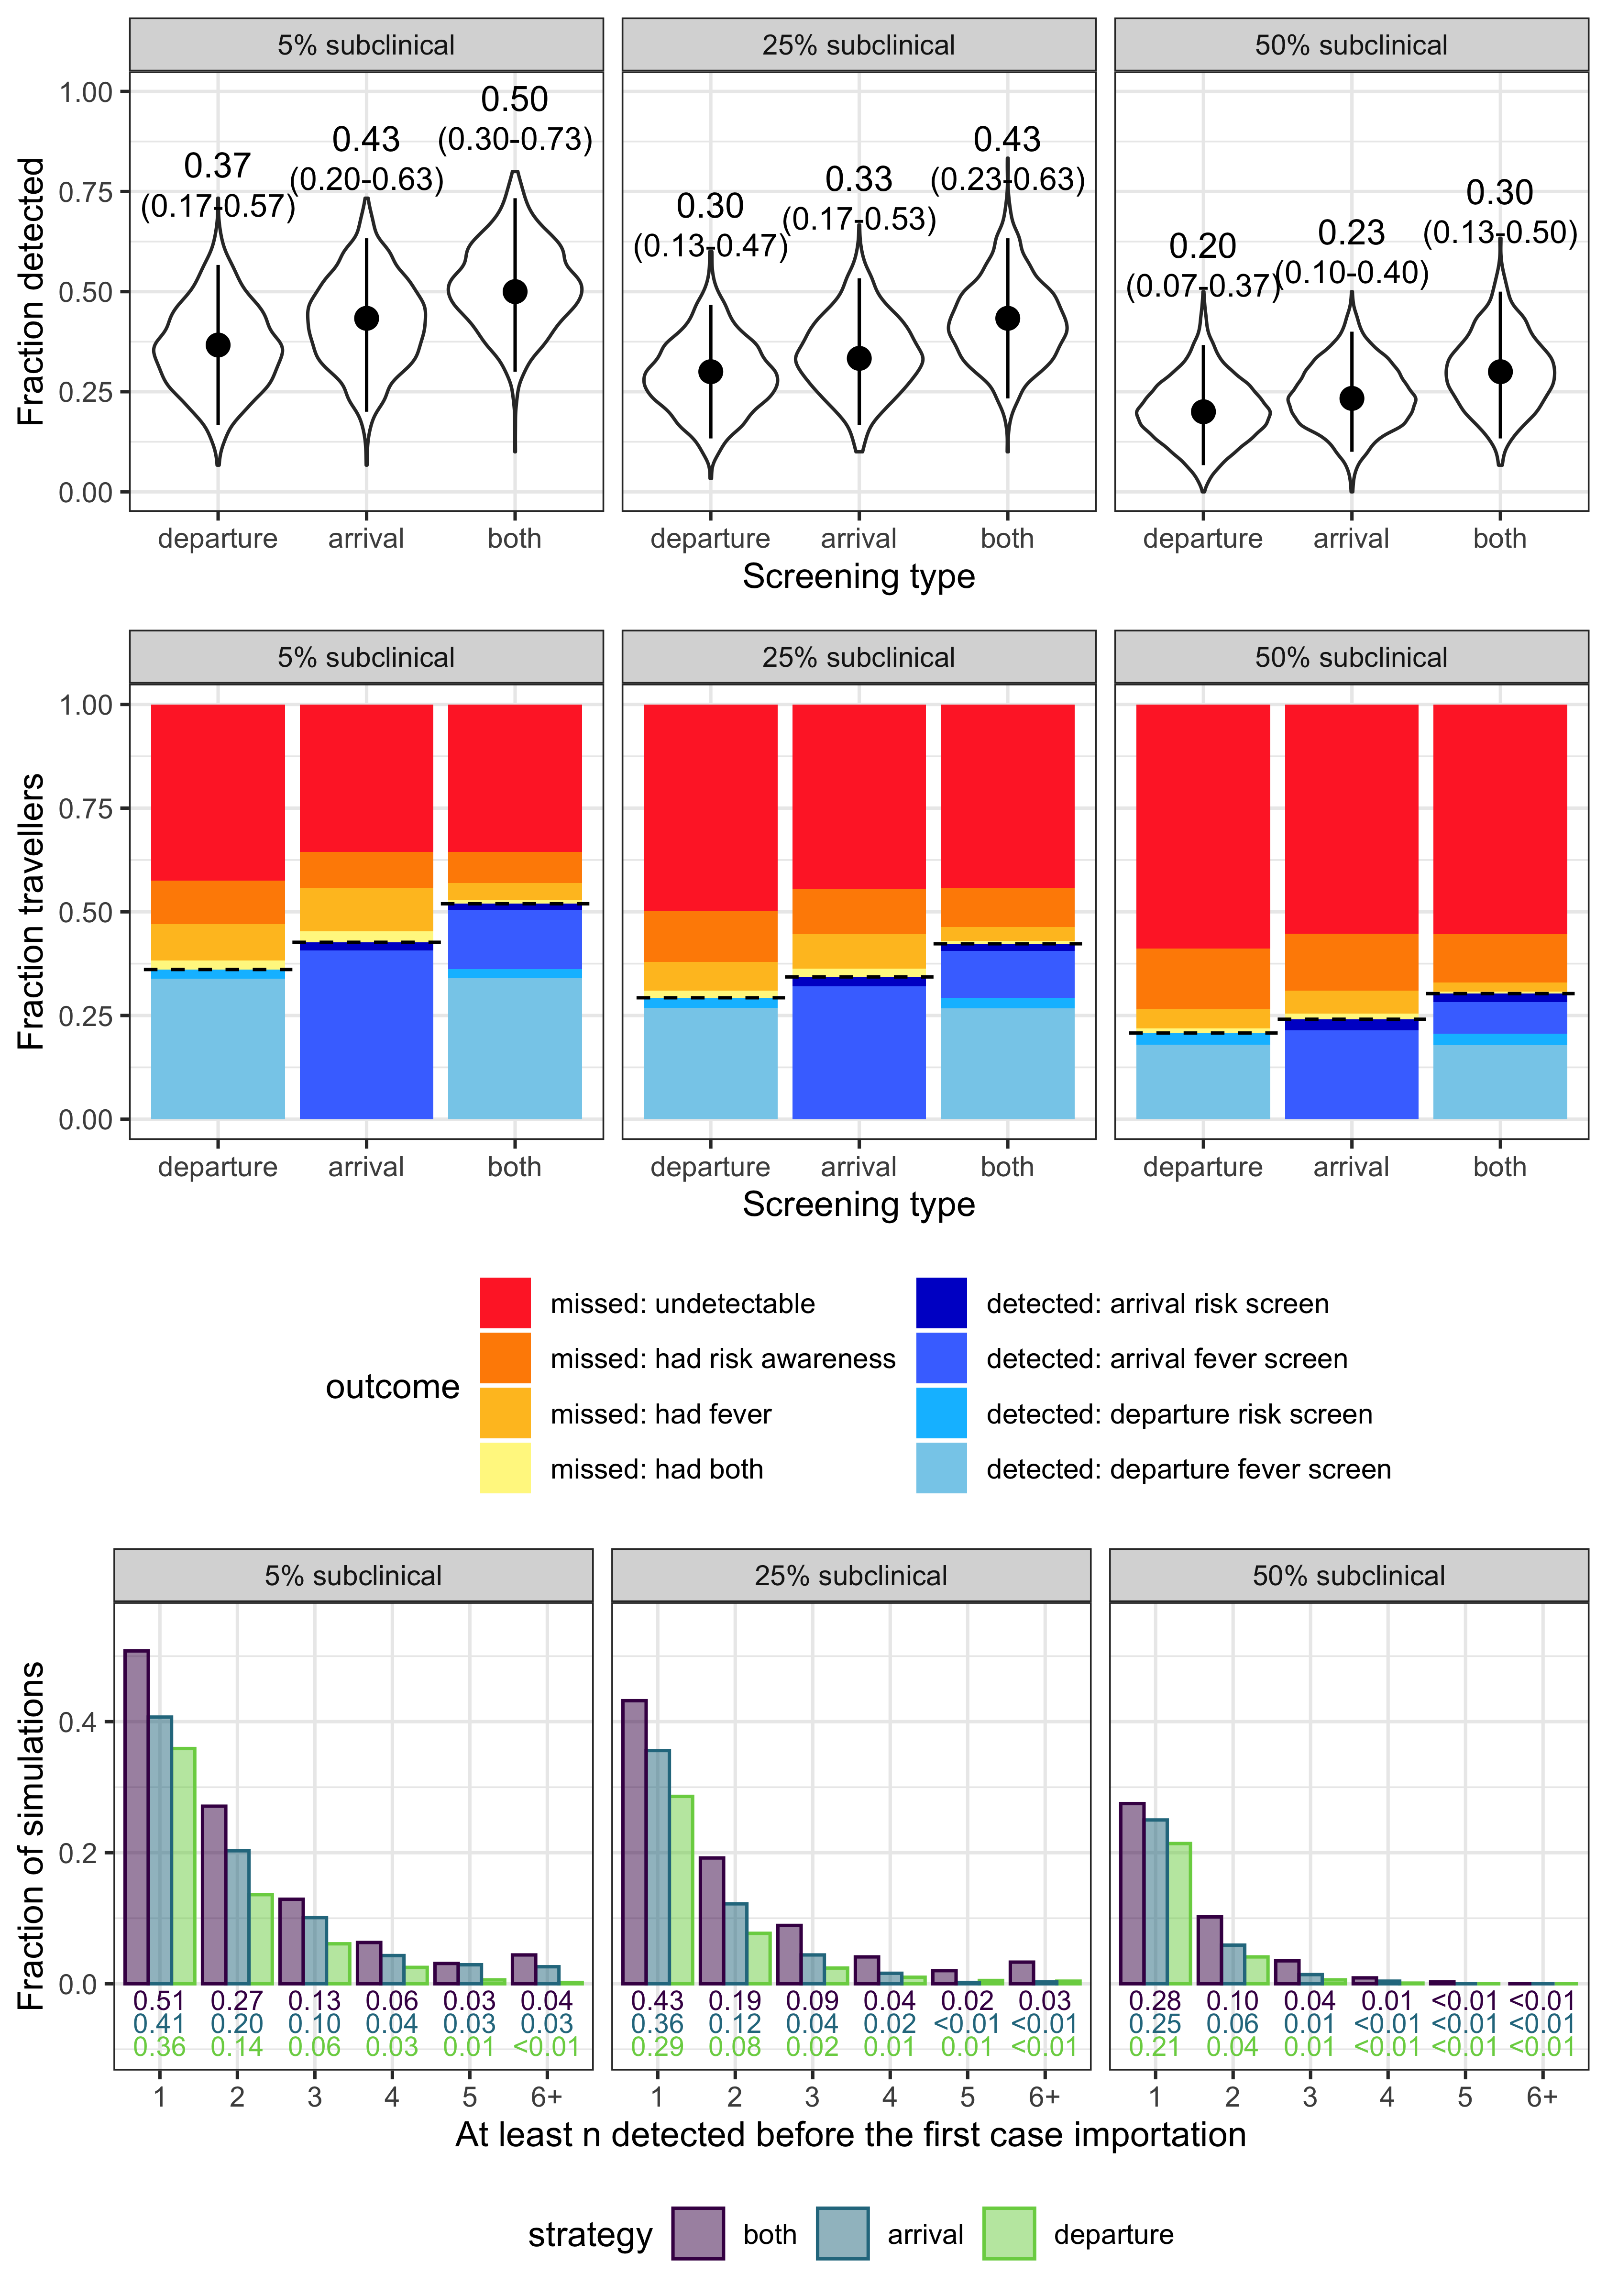 5% subclinical 25% subclinical 50% subclinical
Fraction detected
1.00
0.75
0.50
0.25
0.00
0.37
(0.17-0.57)
0.43
(0.20-0.63)
0.50
(0.30-0.73)
0.30
(0.13-0.47)
0.33
(0.17-0.53)
0.43
(0.23-0.63)
0.20
(0.07-0.37)
0.23
(0.10-0.40)
0.30
(0.13-0.50)
departure arrival both departure arrival both departure arrival both
Screening type
5% subclinical 25% subclinical 50% subclinical
Fraction travellers
1.00
0.75
0.50
0.25
0.00
departure arrival both departure arrival both departure arrival both
Screening type
outcome
missed: undetectable
missed: had risk awareness
missed: had fever
missed: had both
detected: arrival risk screen
detected: arrival fever screen
detected: departure risk screen
detected: departure fever screen
5% subclinical 25% subclinical 50% subclinical
Fraction of simulations
0.4
0.2
0.0
0.51 0.27 0.13 0.06 0.03 0.04 0.43 0.19 0.09 0.04 0.02 0.03 0.28 0.10 0.04 0.01 <0.01 <0.01
0.41 0.20 0.10 0.04 0.03 0.03 0.36 0.12 0.04 0.02 <0.01 <0.01 0.25 0.06 0.01 <0.01 <0.01 <0.01
0.36 0.14 0.06 0.03 0.01 <0.01 0.29 0.08 0.02 0.01 0.01 <0.01 0.21 0.04 0.01 <0.01 <0.01 <0.01
1 2 3 4 5 6+ 1 2 3 4 5 6+ 1 2 3 4 5 6+
At least n detected before the first case importation
strategy both arrival departure